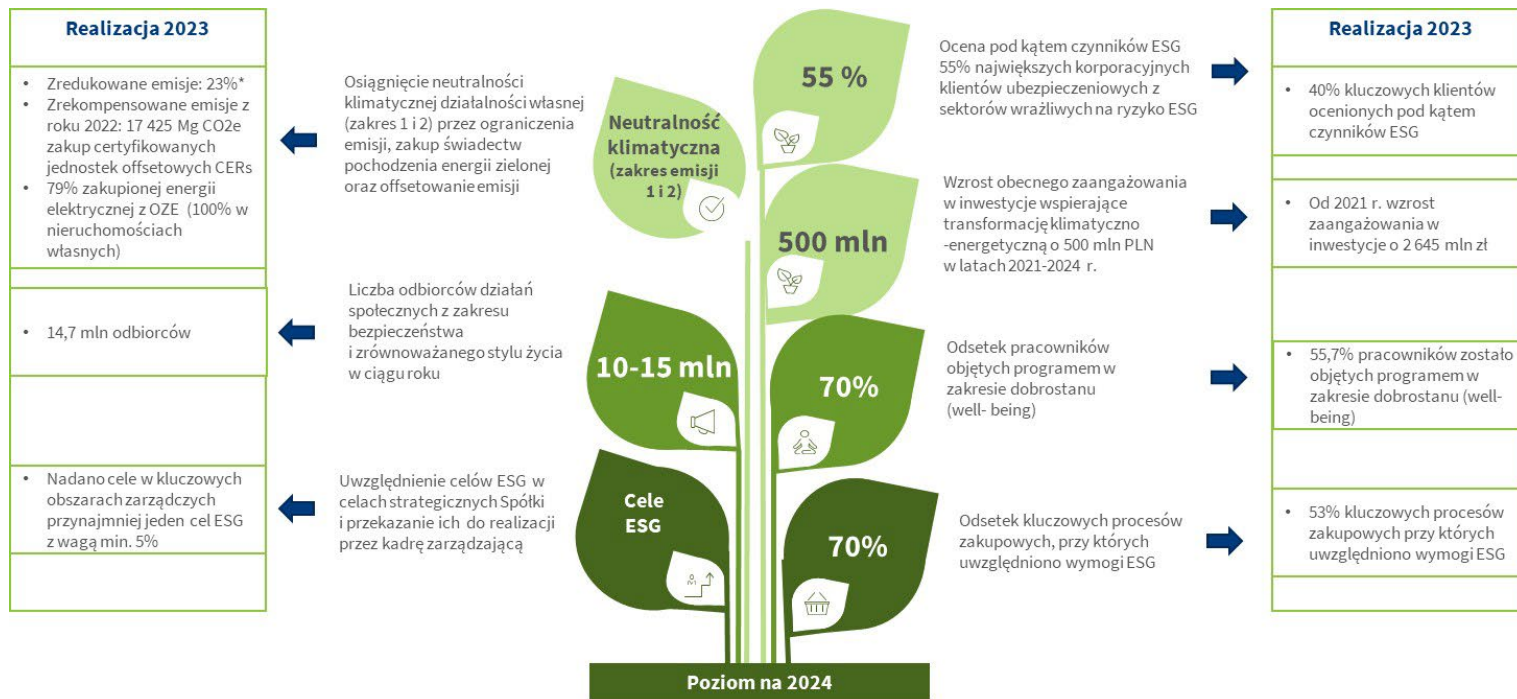 Realizacja 2023
• Zredukowane emisje: 23%*
• Zrekompensowane emisje z
roku 2022: 17 425 Mg CO2e
zakup certyfikowanych
jednostek offsetowych CERs
• 79% zakupionej energii
elektrycznej z OZE (100% w
nieruchomościach
własnych)
• 14,7 mln odbiorców
• Nadano cele w kluczowych
obszarach zarządczych
przynajmniej jeden cel ESG
z wagą min. 5%
Osiągnięcie neutralności
klimatycznej działalności własnej
(zakres 1 i 2) przez ograniczenia
emisji, zakup świadectw
pochodzenia energii zielonej
oraz offsetowanie emisji
Liczba odbiorców działań
społecznych z zakresu
bezpieczeństwa
i zrównoważanego stylu życia
w ciągu roku
Uwzględnienie celów ESG w
celach strategicznych Spółki
i przekazanie ich do realizacji
przez kadrę zarządzającą
Neutralność
klimatyczna
(zakres emisji
1 i 2)
55 %
500 mln
10-15 mln
70%
Cele
ESG
70%
Poziom na 2024
Ocena pod kątem czynników ESG
55% największych korporacyjnych
klientów ubezpieczeniowych z
sektorów wrażliwych na ryzyko ESG
Wzrost obecnego zaangażowania
w inwestycje wspierające
transformację klimatyczno
-energetyczną o 500 mln PLN
w latach 2021-2024 r.
Odsetek pracowników
objętych programem w
zakresie dobrostanu
(well- being)
Odsetek kluczowych procesów
zakupowych, przy których
uwzględniono wymogi ESG
Realizacja 2023
• 40% kluczowych klientów
ocenionych pod kątem
czynników ESG
• Od 2021 r. wzrost
zaangażowania w
inwestycje o 2 645 mln zł
• 55,7% pracowników zostało
objętych programem w
zakresie dobrostanu (well-
being)
• 53% kluczowych procesów
zakupowych przy których
uwzględniono wymogi ESG